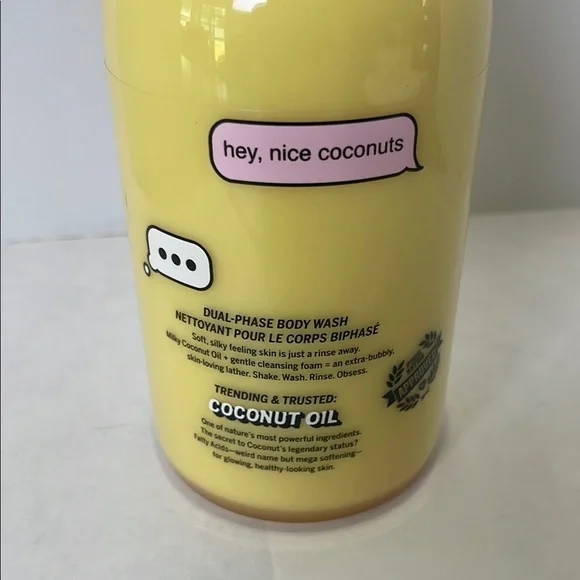 hey, nice coconuts
DUAL-PHASE BODY WASH
NETTOYANT POUR LE CORPS BIPHASÉ
Soft, silky feeling skin is just a rinse away.
Milky Coconut Oil + gentle cleansing foam = an extra-bubbly,
skin-loving lather. Shake. Wash. Rinse. Obsess.
TRENDING & TRUSTED:
COCONUT OIL
One of nature's most powerful ingredients.
The secret to Coconut's legendary status?
Fatty Acids—weird name but mega softening—
for glowing, healthy-looking skin.
APPROVED